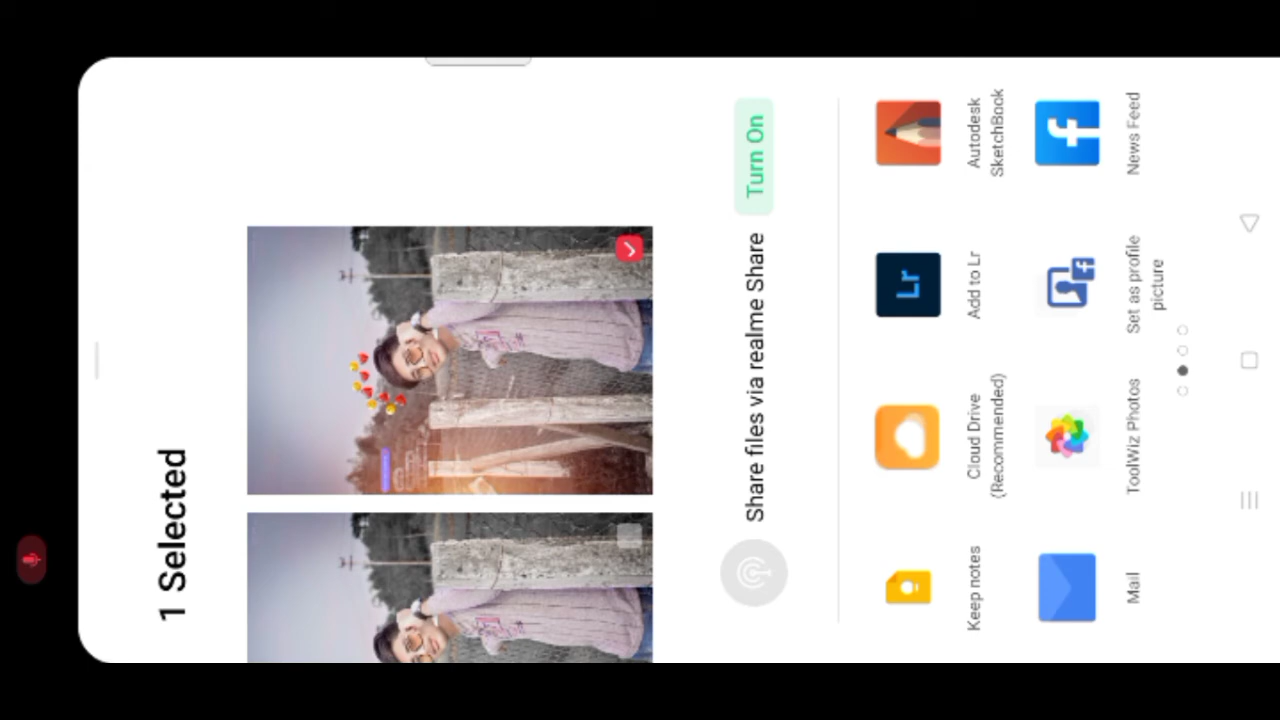 1 Selected
Share files via realme Share
Turn On
Keep notes
Cloud Drive
(Recommended)
Lr
Add to Lr
Autodesk
SketchBook
Mail
ToolWiz Photos
Set as profile
picture
News Feed